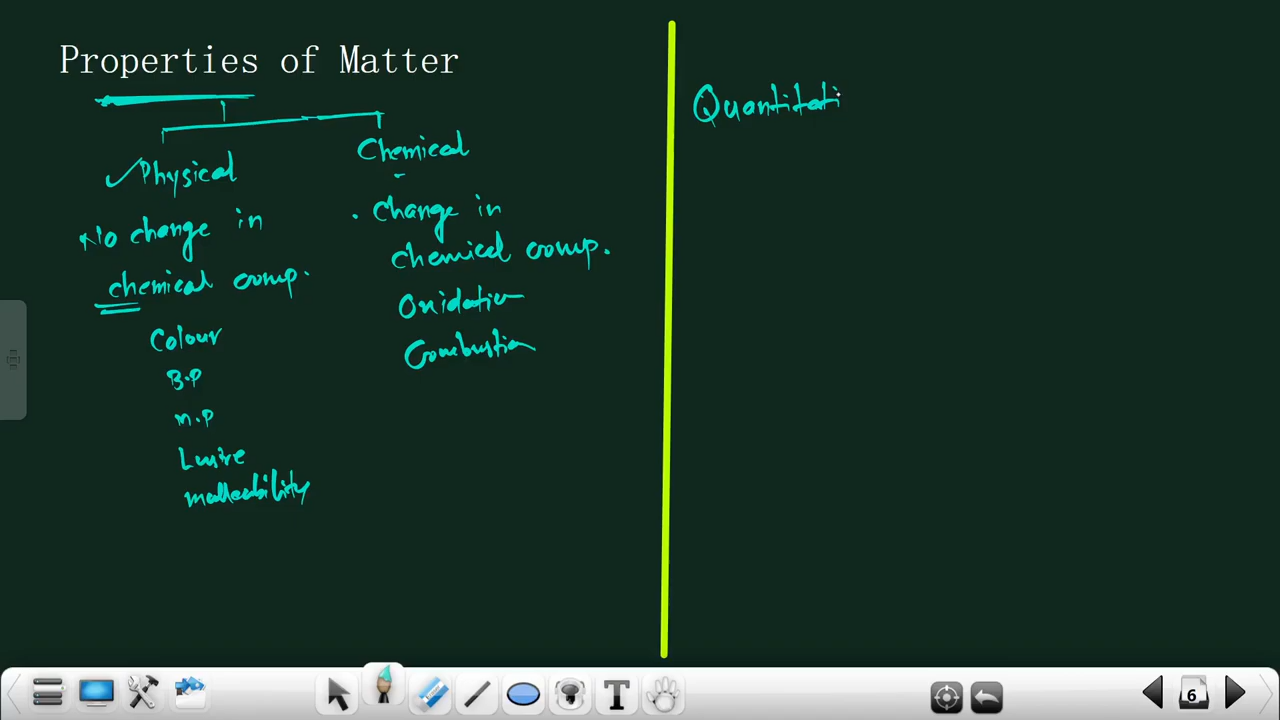 Properties of Matter
Physical
No change in
chemical comp.
Colour
B.P
m.P
Lustre
malleability
Chemical
. Change in
chemical comp.
Oxidation
Combustion
Quantitati
6
T